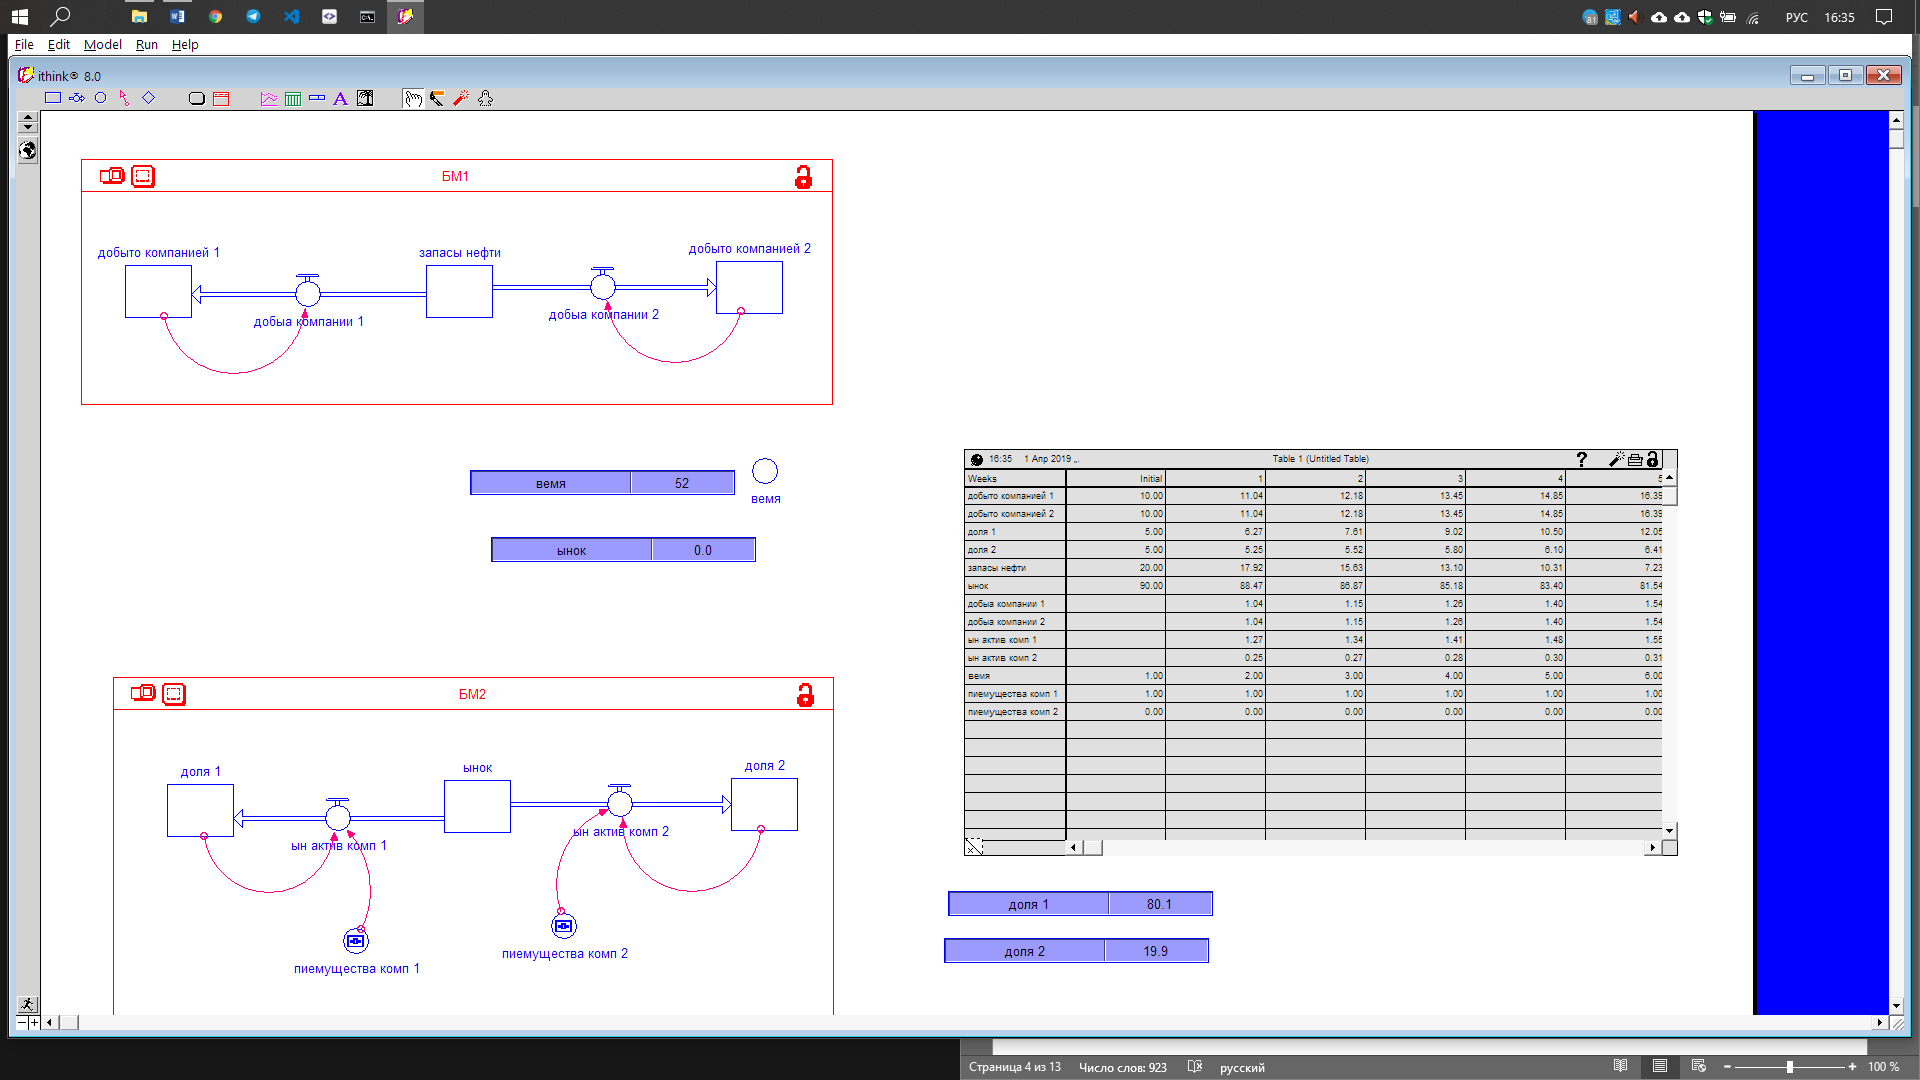 РУС 16:35
File Edit Model Run Help
ithink® 8.0
A
БМ1
добыто компанией 1
запасы нефти
добыто компанией 2
добыа компании 1
добыа компании 2
вемя 52
вемя
ынок 0.0
16:35 1 Апр 2019 Table 1 (Untitled Table) ?
Weeks Initial 1 2 3 4 5
добыто компанией 1 10.00 11.04 12.18 13.45 14.85 16.39
добыто компанией 2 10.00 11.04 12.18 13.45 14.85 16.39
доля 1 5.00 6.27 7.61 9.02 10.50 12.05
доля 2 5.00 5.25 5.52 5.80 6.10 6.41
запасы нефти 20.00 17.92 15.63 13.10 10.31 7.23
ынок 90.00 88.47 86.87 85.18 83.40 81.54
добыа компании 1 1.04 1.15 1.26 1.40 1.54
добыа компании 2 1.04 1.15 1.26 1.40 1.54
ын актив комп 1 1.27 1.34 1.41 1.48 1.55
ын актив комп 2 0.25 0.27 0.28 0.30 0.31
вемя 1.00 2.00 3.00 4.00 5.00 6.00
пиемущества комп 1 1.00 1.00 1.00 1.00 1.00 1.00
пиемущества комп 2 0.00 0.00 0.00 0.00 0.00 0.00
БМ2
доля 1
ынок
доля 2
ын актив комп 1
ын актив комп 2
пиемущества комп 1
пиемущества комп 2
доля 1 80.1
доля 2 19.9
Страница 4 из 13 Число слов: 923 русский 100 %